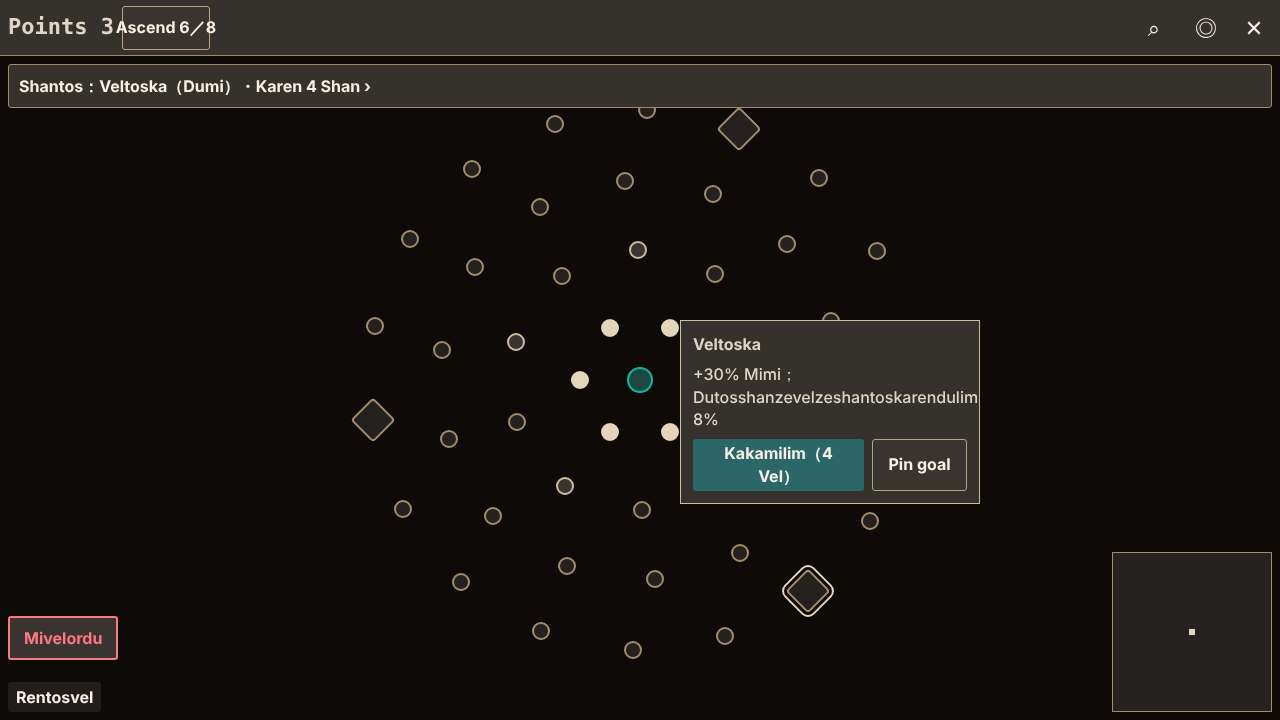 Points 3
Ascend 6／8
⌕ ◎ ✕
Shantos：Veltoska（Dumi）・Karen 4 Shan ›
Veltoska
+30% Mimi；
Dutosshanzevelzeshantoskarendulim
8%
Kakamilim（4
Vel）
Pin goal
Mivelordu
Rentosvel